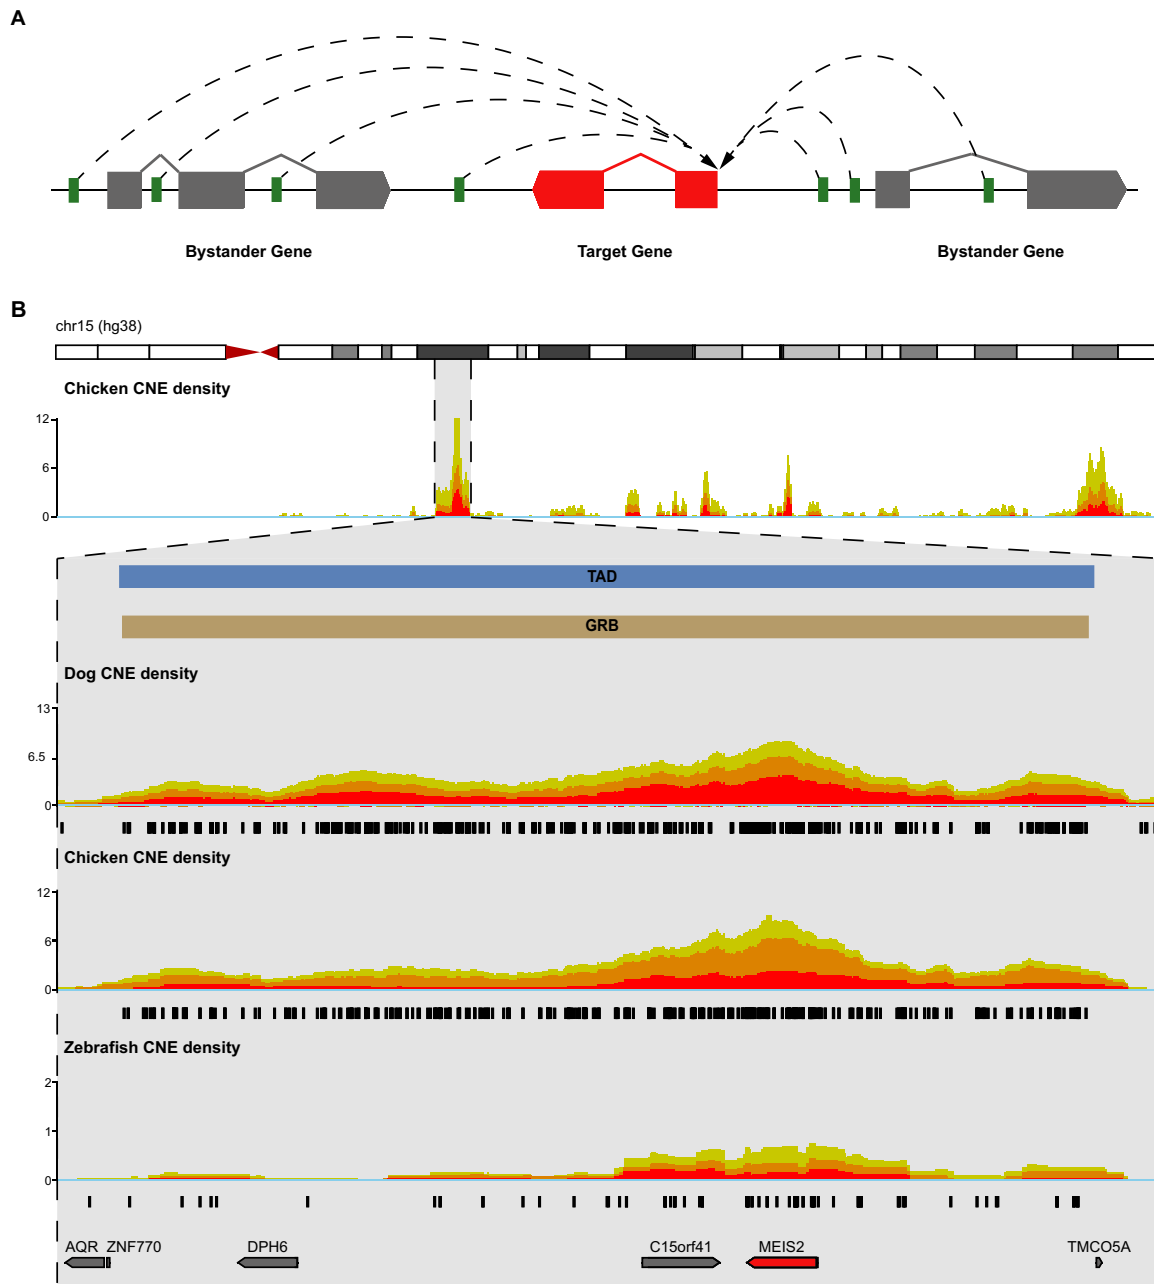 A
Bystander Gene Target Gene Bystander Gene
B
chr15 (hg38)
Chicken CNE density
12
6
0
TAD
GRB
Dog CNE density
13
6.5
0
Chicken CNE density
12
6
0
Zebrafish CNE density
2
1
0
AQR ZNF770 DPH6 C15orf41 MEIS2 TMCO5A